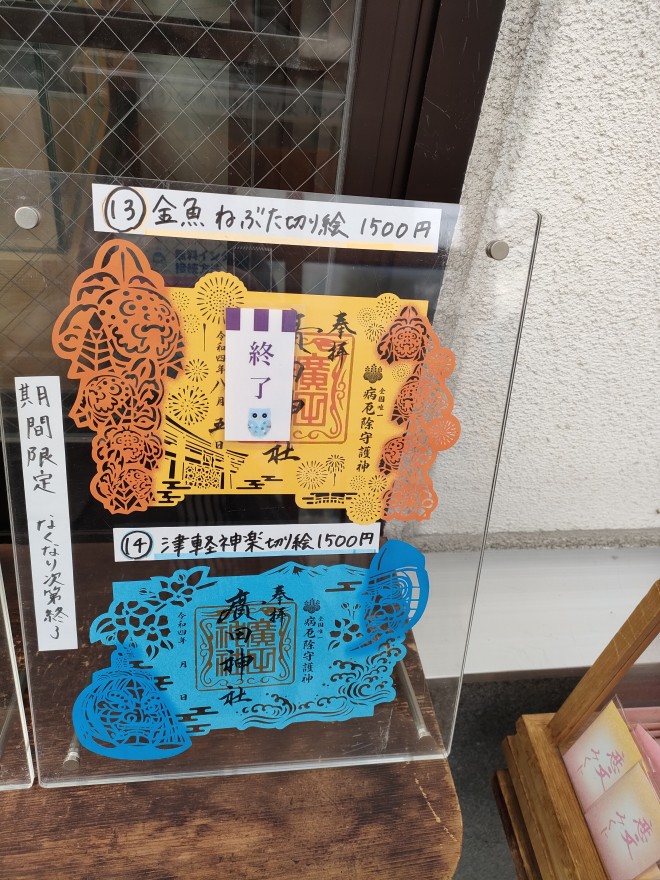 ⑬ 金魚 ねぶた切り絵 1500円
期間限定 なくなり次第終了
奉拝
廣田
社
全国唯一
病厄除守護神
令和四年八月五
終了
⑭ 津軽神楽切り絵 1500円
奉拝
廣田神社
全国唯一
病厄除守護神
令和四年 月 日